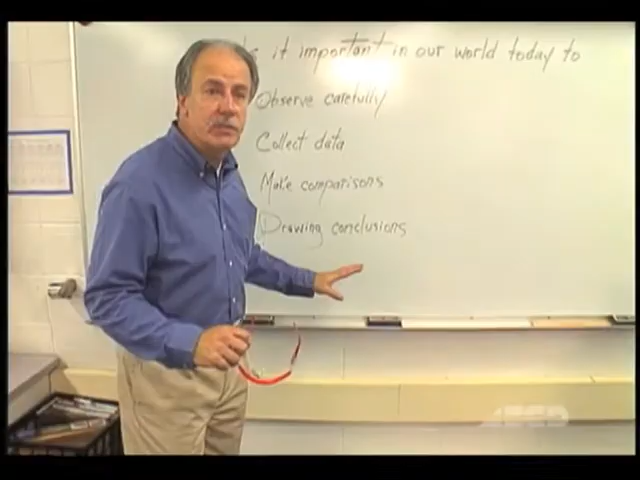 it important in our world today to
Observe carefully
Collect data
Make comparisons
Drawing conclusions